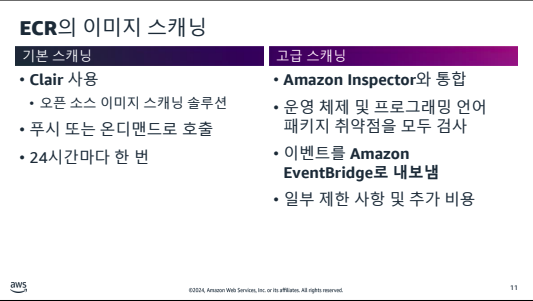 ECR의 이미지 스캐닝
기본 스캐닝
• Clair 사용
• 오픈 소스 이미지 스캐닝 솔루션
• 푸시 또는 온디맨드로 호출
• 24시간마다 한 번
고급 스캐닝
• Amazon Inspector와 통합
• 운영 체제 및 프로그래밍 언어
패키지 취약점을 모두 검사
• 이벤트를 Amazon
EventBridge로 내보냄
• 일부 제한 사항 및 추가 비용
aws
©2024, Amazon Web Services, Inc. or its affiliates. All rights reserved.
11